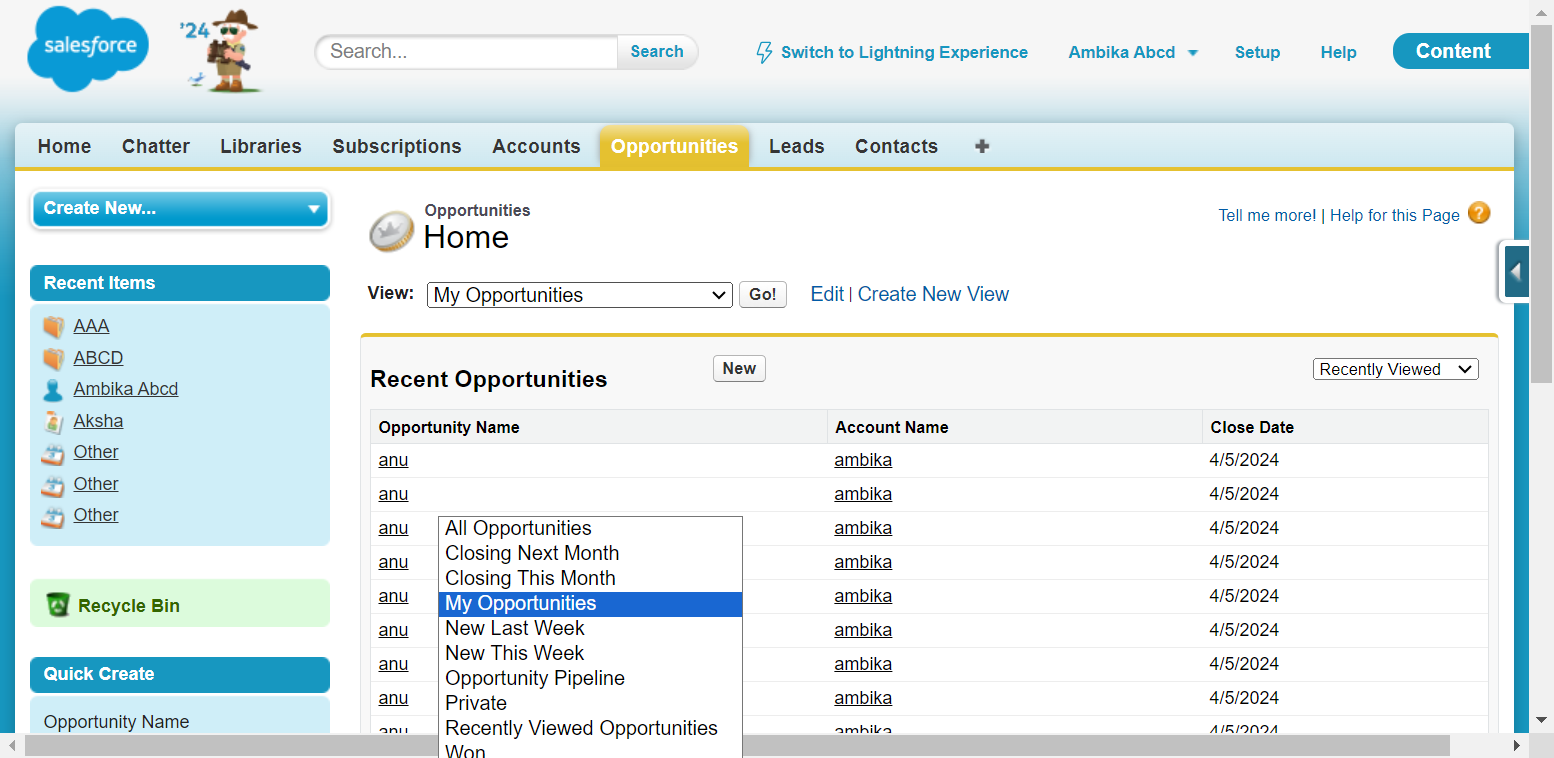 salesforce
'24
Search...
Search
Switch to Lightning Experience
Ambika Abcd
Setup
Help
Content
Home
Chatter
Libraries
Subscriptions
Accounts
Opportunities
Leads
Contacts
+
Create New...
Recent Items
AAA
ABCD
Ambika Abcd
Aksha
Other
Other
Other
Recycle Bin
Quick Create
Opportunity Name
Opportunities
Home
Tell me more! | Help for this Page ?
View: My Opportunities Go! Edit | Create New View
Recent Opportunities
New
Recently Viewed
Opportunity Name Account Name Close Date
anu ambika 4/5/2024
anu ambika 4/5/2024
anu ambika 4/5/2024
anu ambika 4/5/2024
anu ambika 4/5/2024
anu ambika 4/5/2024
anu ambika 4/5/2024
anu ambika 4/5/2024
anu ambika 4/5/2024
All Opportunities
Closing Next Month
Closing This Month
My Opportunities
New Last Week
New This Week
Opportunity Pipeline
Private
Recently Viewed Opportunities
Won